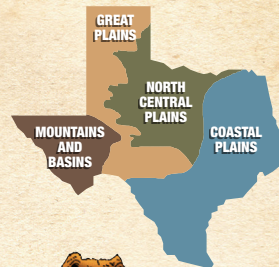 GREAT
PLAINS
NORTH
CENTRAL
PLAINS
MOUNTAINS
AND
BASINS
COASTAL
PLAINS